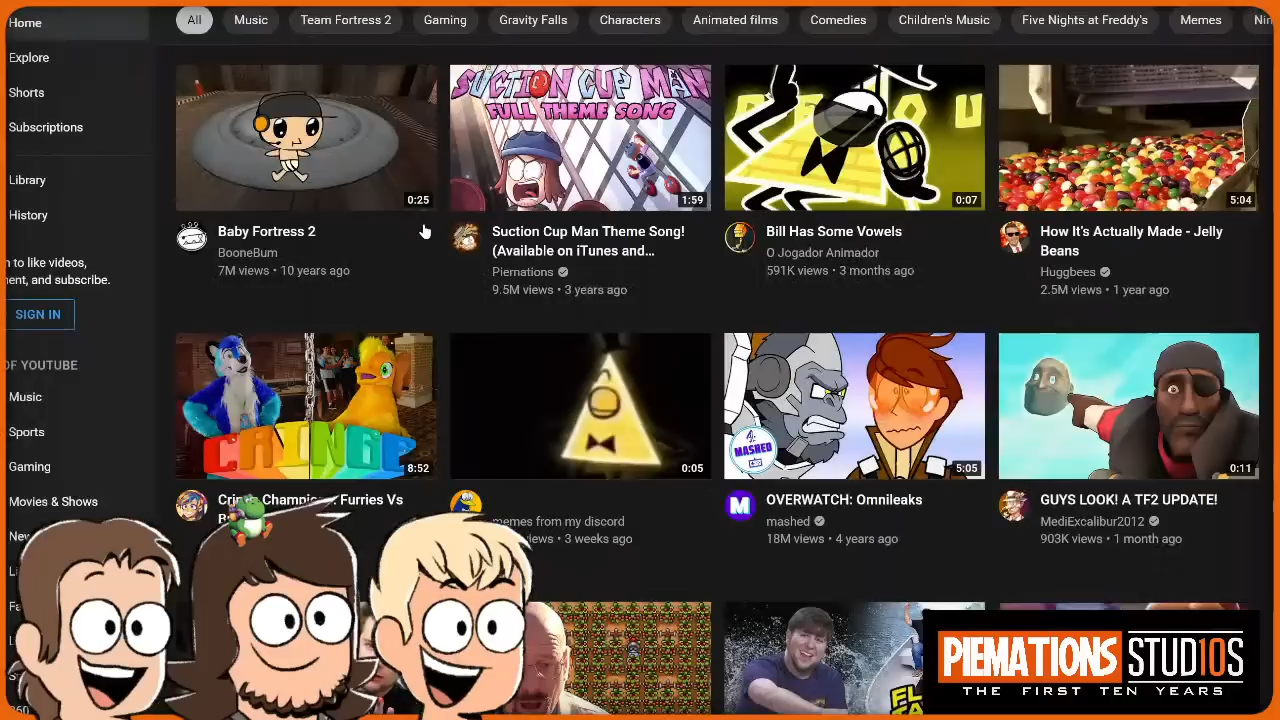 Home
Explore
Shorts
Subscriptions
Library
History
n to like videos,
ent, and subscribe.
SIGN IN
OF YOUTUBE
Music
Sports
Gaming
Movies & Shows
All
Music
Team Fortress 2
Gaming
Gravity Falls
Characters
Animated films
Comedies
Children's Music
Five Nights at Freddy's
Memes
0:25
SUCTION CUP MAN
FULL THEME SONG
1:59
0:07
5:04
Baby Fortress 2
BooneBum
7M views • 10 years ago
Suction Cup Man Theme Song!
(Available on iTunes and...
Piemations
9.5M views • 3 years ago
Bill Has Some Vowels
O Jogador Animador
591K views • 3 months ago
How It's Actually Made - Jelly
Beans
Huggbees
2.5M views • 1 year ago
CRINGE
8:52
0:05
4
MASHED
5:05
0:11
Furries Vs
memes from my discord
views • 3 weeks ago
M
OVERWATCH: Omnileaks
mashed
18M views • 4 years ago
GUYS LOOK! A TF2 UPDATE!
MediExcalibur2012
903K views • 1 month ago
PIEMATIONS STUD10S
THE FIRST TEN YEARS